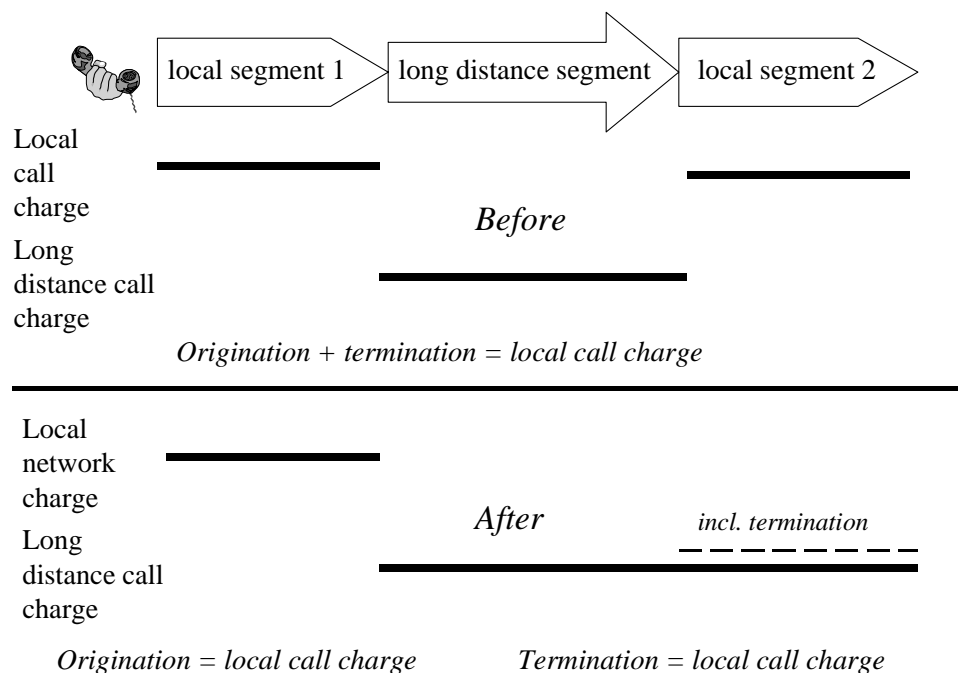 local segment 1
long distance segment
local segment 2
Local
call
charge
Before
Long
distance call
charge
Origination + termination = local call charge
Local
network
charge
After
incl. termination
Long
distance call
charge
Origination = local call charge
Termination = local call charge